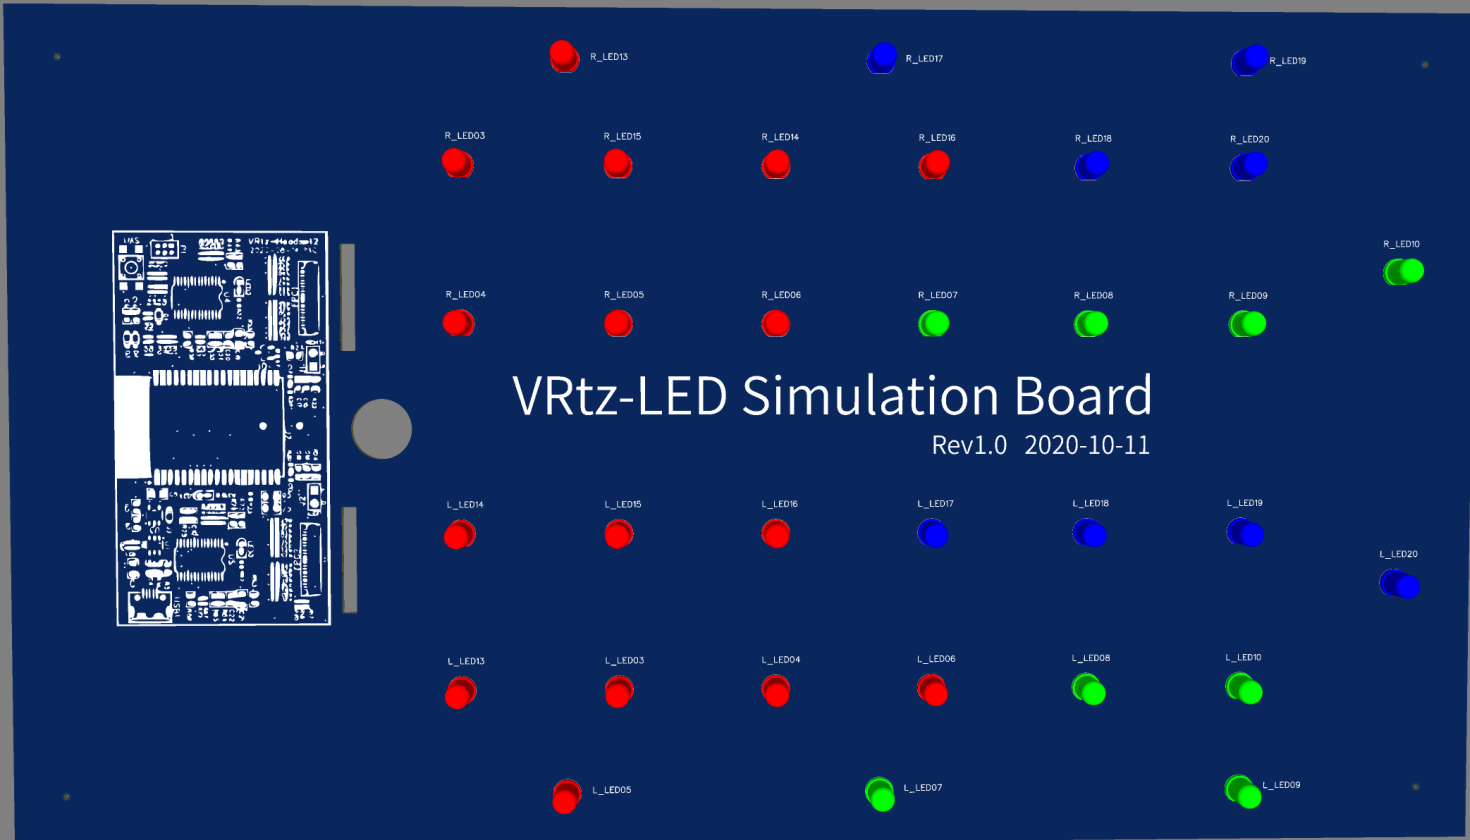 R_LED13
R_LED17
R_LED19
R_LED03
R_LED15
R_LED14
R_LED16
R_LED18
R_LED20
R_LED10
R_LED04
R_LED05
R_LED06
R_LED07
R_LED08
R_LED09
VRtz-LED Simulation Board
Rev1.0 2020-10-11
L_LED14
L_LED15
L_LED16
L_LED17
L_LED18
L_LED19
L_LED20
L_LED13
L_LED03
L_LED04
L_LED06
L_LED08
L_LED10
L_LED05
L_LED07
L_LED09